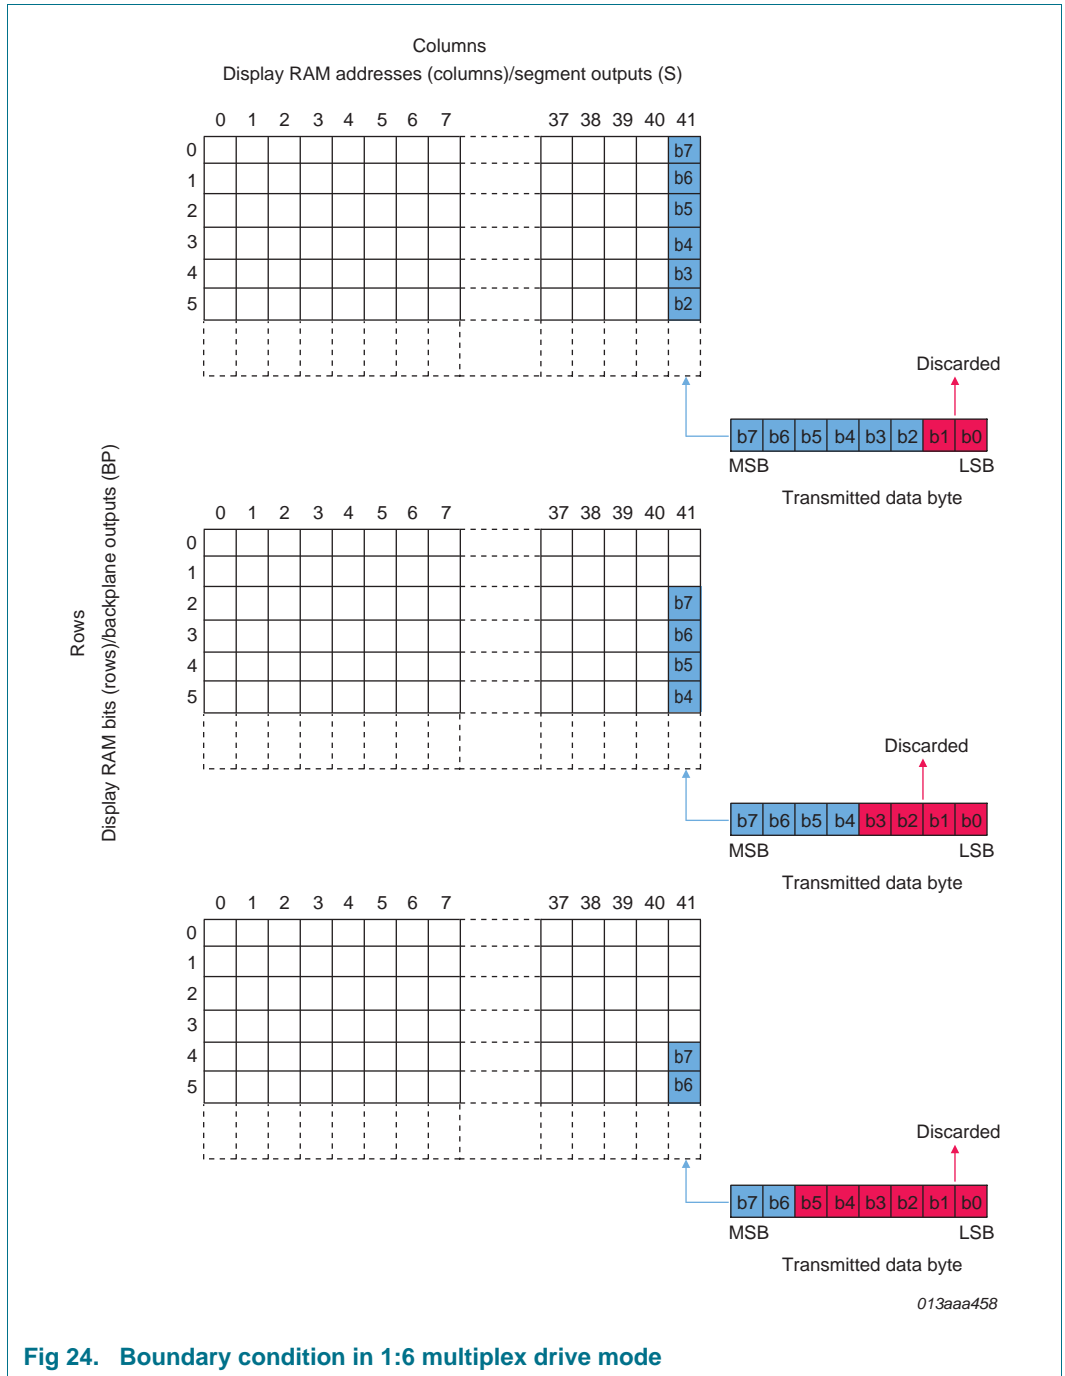 Columns
Display RAM addresses (columns)/segment outputs (S)
0 1 2 3 4 5 6 7 37 38 39 40 41
0 b7
1 b6
2 b5
3 b4
4 b3
5 b2
Discarded
b7 b6 b5 b4 b3 b2 b1 b0
MSB LSB
Transmitted data byte
Rows
Display RAM bits (rows)/backplane outputs (BP)
0 1 2 3 4 5 6 7 37 38 39 40 41
0
1
2 b7
3 b6
4 b5
5 b4
Discarded
b7 b6 b5 b4 b3 b2 b1 b0
MSB LSB
Transmitted data byte
0 1 2 3 4 5 6 7 37 38 39 40 41
0
1
2
3
4 b7
5 b6
Discarded
b7 b6 b5 b4 b3 b2 b1 b0
MSB LSB
Transmitted data byte
013aaa458
Fig 24. Boundary condition in 1:6 multiplex drive mode